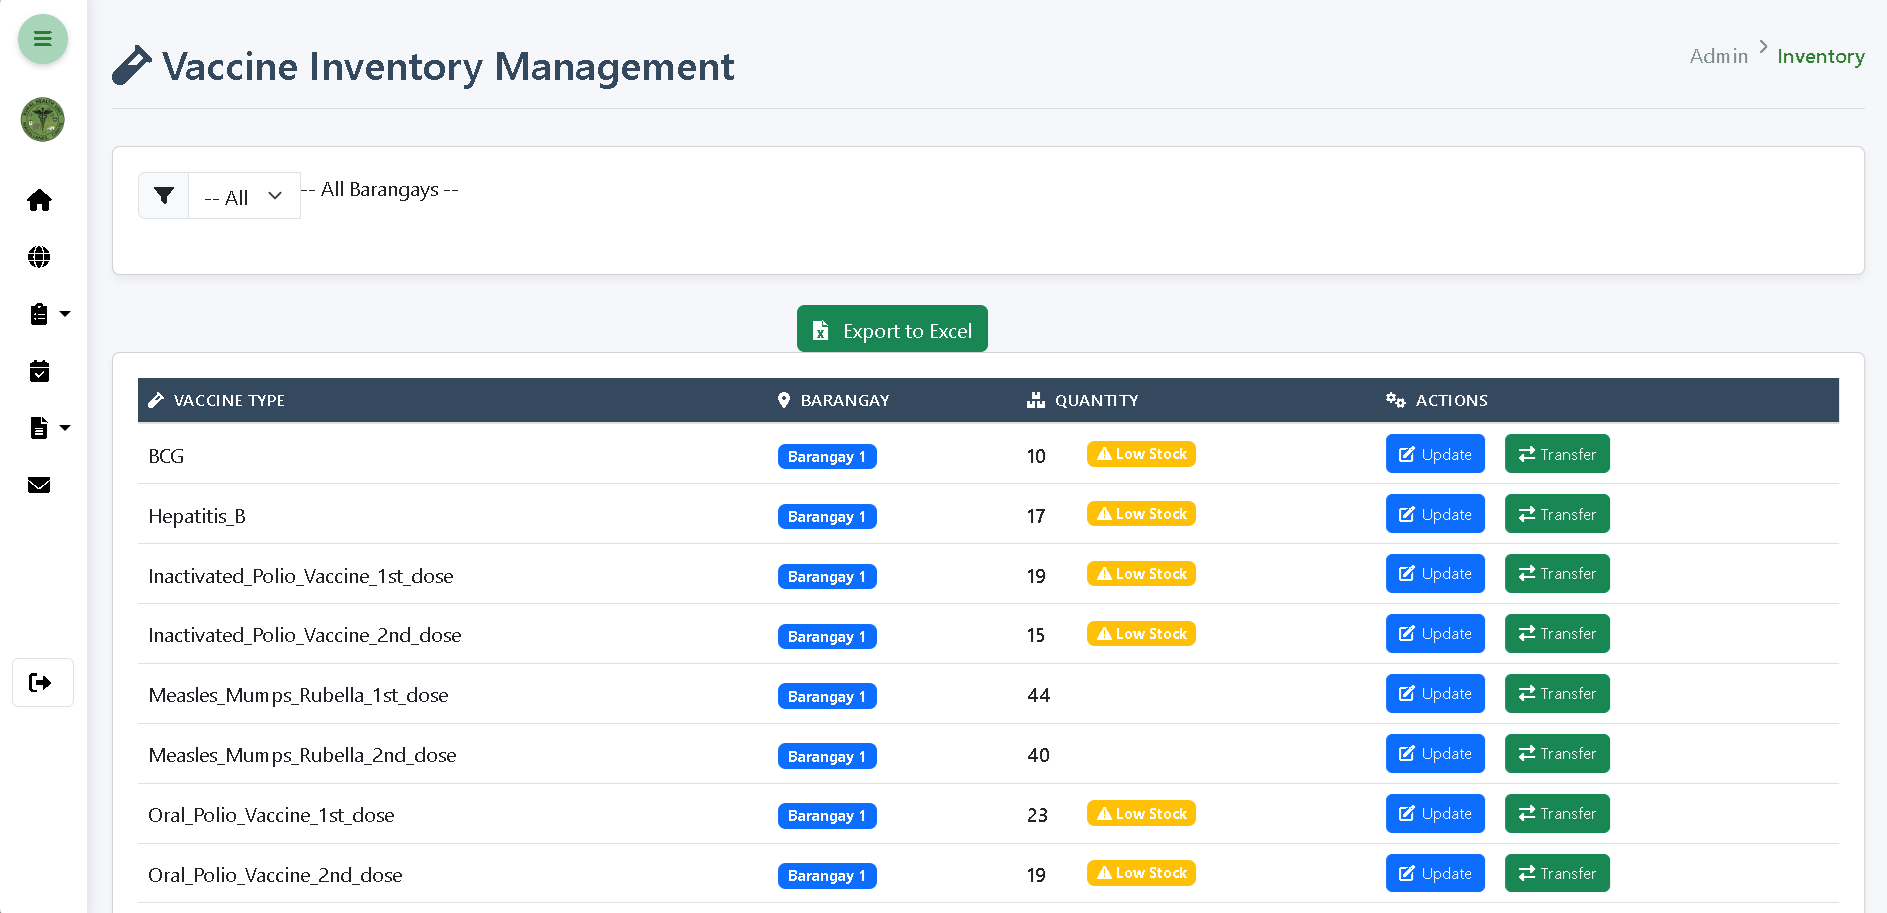 Vaccine Inventory Management
Admin
Inventory
-- All
-- All Barangays --
Export to Excel
VACCINE TYPE BARANGAY QUANTITY ACTIONS
BCG Barangay 1 10 Low Stock Update Transfer
Hepatitis_B Barangay 1 17 Low Stock Update Transfer
Inactivated_Polio_Vaccine_1st_dose Barangay 1 19 Low Stock Update Transfer
Inactivated_Polio_Vaccine_2nd_dose Barangay 1 15 Low Stock Update Transfer
Measles_Mumps_Rubella_1st_dose Barangay 1 44 Update Transfer
Measles_Mumps_Rubella_2nd_dose Barangay 1 40 Update Transfer
Oral_Polio_Vaccine_1st_dose Barangay 1 23 Low Stock Update Transfer
Oral_Polio_Vaccine_2nd_dose Barangay 1 19 Low Stock Update Transfer